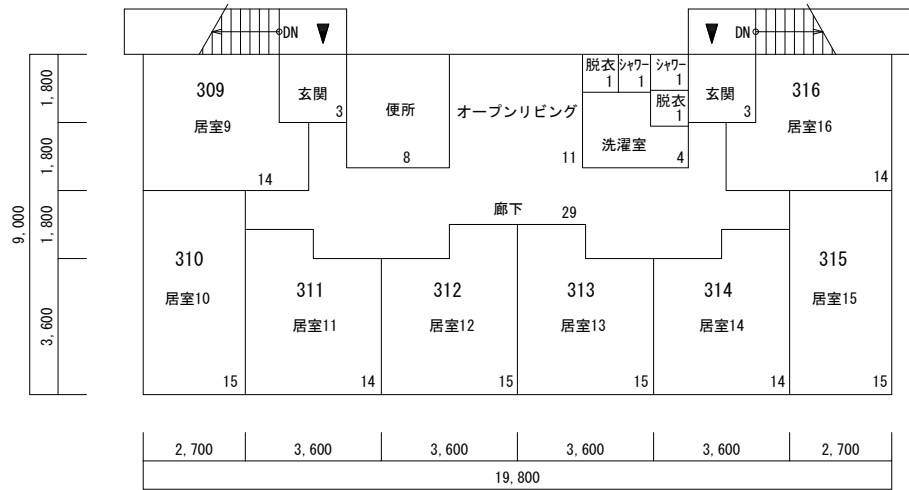 DN
DN
309
居室9
14
玄関
3
便所
8
オープンリビング
11
脱衣
1
シャワー
1
シャワー
1
脱衣
1
洗濯室
4
玄関
3
316
居室16
14
廊下
29
310
居室10
15
311
居室11
14
312
居室12
15
313
居室13
15
314
居室14
14
315
居室15
15
1,800
1,800
1,800
3,600
9,000
2,700
3,600
3,600
3,600
3,600
2,700
19,800